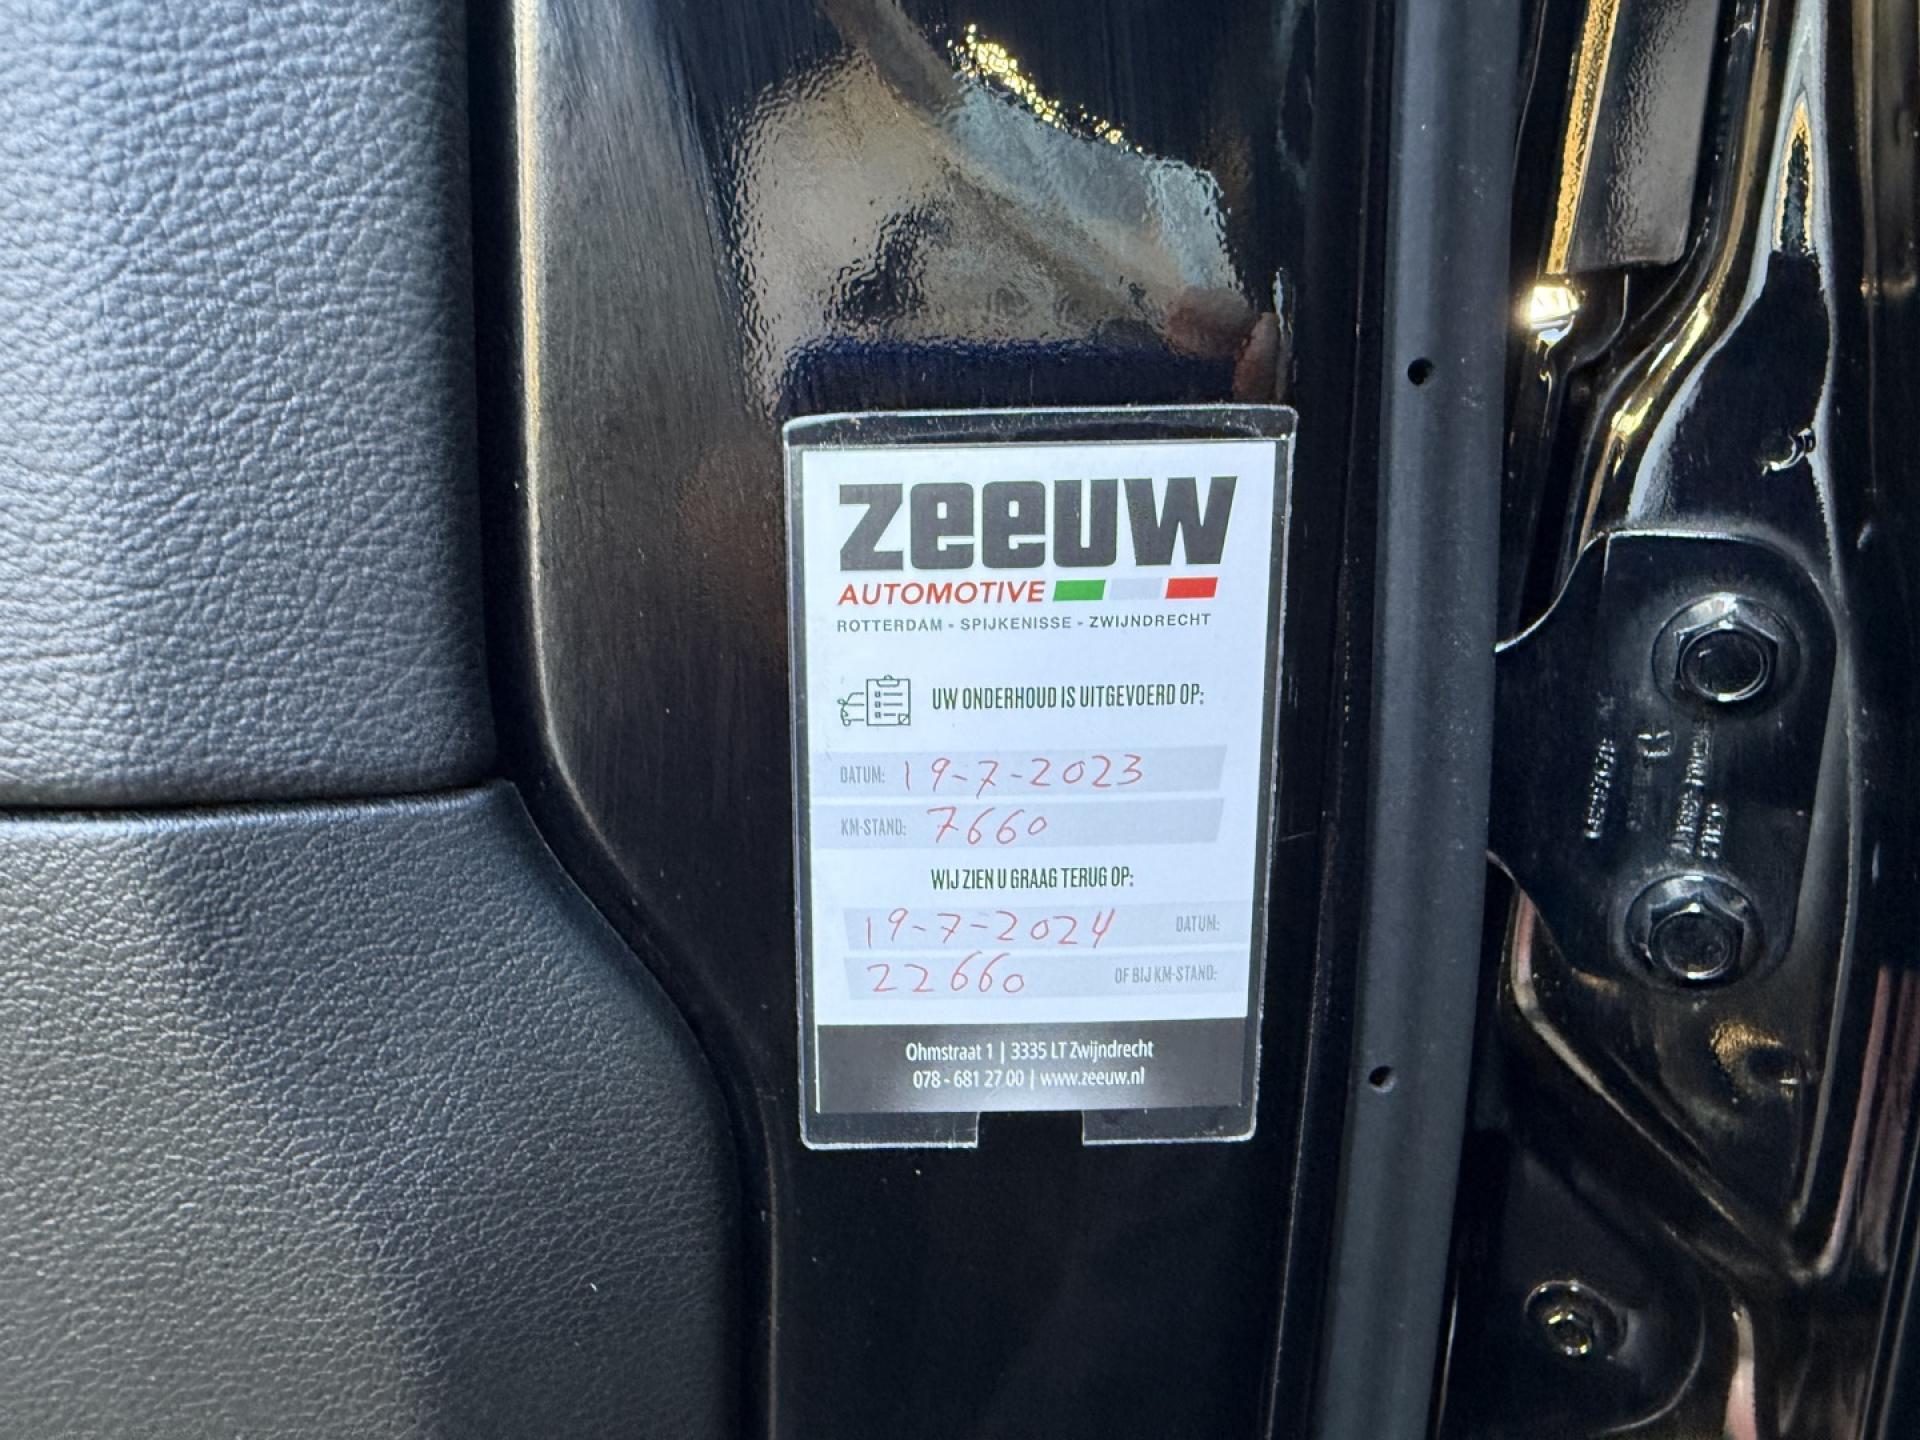 zeeuw
AUTOMOTIVE
ROTTERDAM - SPIJKENISSE - ZWIJNDRECHT
UW ONDERHOUD IS UITGEVOERD OP:
DATUM: 19-7-2023
KM-STAND: 7660
WIJ ZIEN U GRAAG TERUG OP:
19-7-2024 DATUM:
22660 OF BIJ KM-STAND:
Ohmstraat 1 | 3335 LT Zwijndrecht
078 - 681 27 00 | www.zeeuw.nl